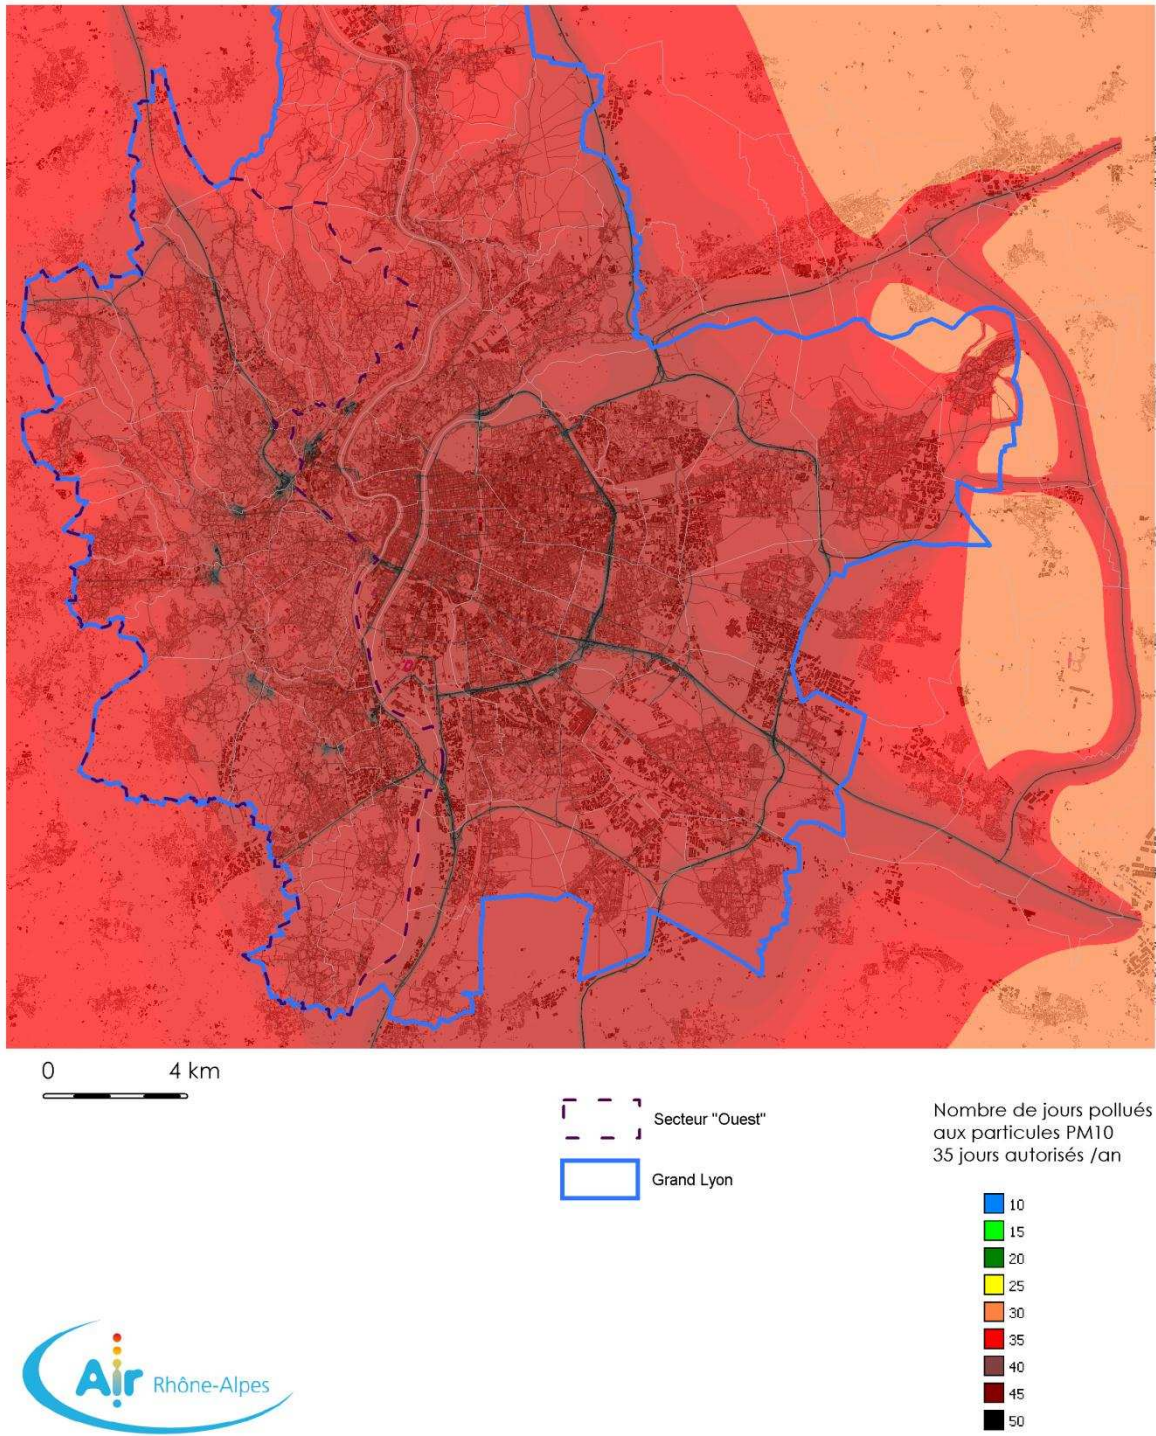 0 4 km
Secteur "Ouest"
Grand Lyon
Nombre de jours pollués
aux particules PM10
35 jours autorisés /an
10
15
20
25
30
35
40
45
50
Air Rhône-Alpes